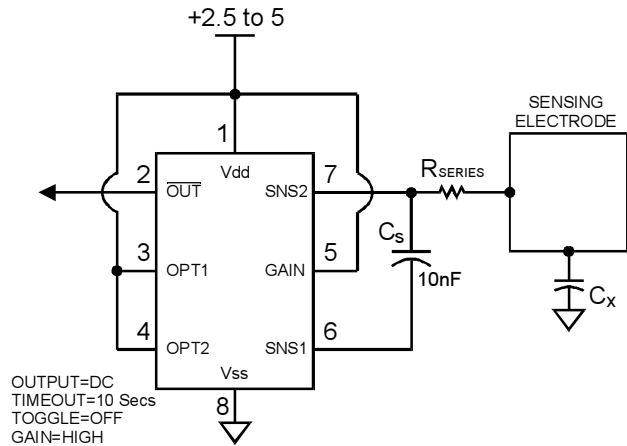 +2.5 to 5
SENSING
ELECTRODE
1
Vdd
2
OUT
SNS2
7
RSERIES
Cs
10nF
3
OPT1
GAIN
5
4
OPT2
SNS1
6
Cx
Vss
8
OUTPUT=DC
TIMEOUT=10 Secs
TOGGLE=OFF
GAIN=HIGH